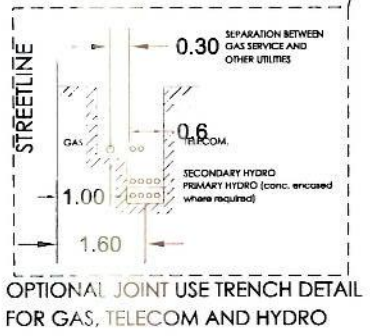 STREETLINE
0.30
SEPARATION BETWEEN
GAS SERVICE AND
OTHER UTILITIES
0.6
GAS
TELECOM.
SECONDARY HYDRO
PRIMARY HYDRO (conc. encased
where required)
1.00
1.60
OPTIONAL JOINT USE TRENCH DETAIL
FOR GAS, TELECOM AND HYDRO